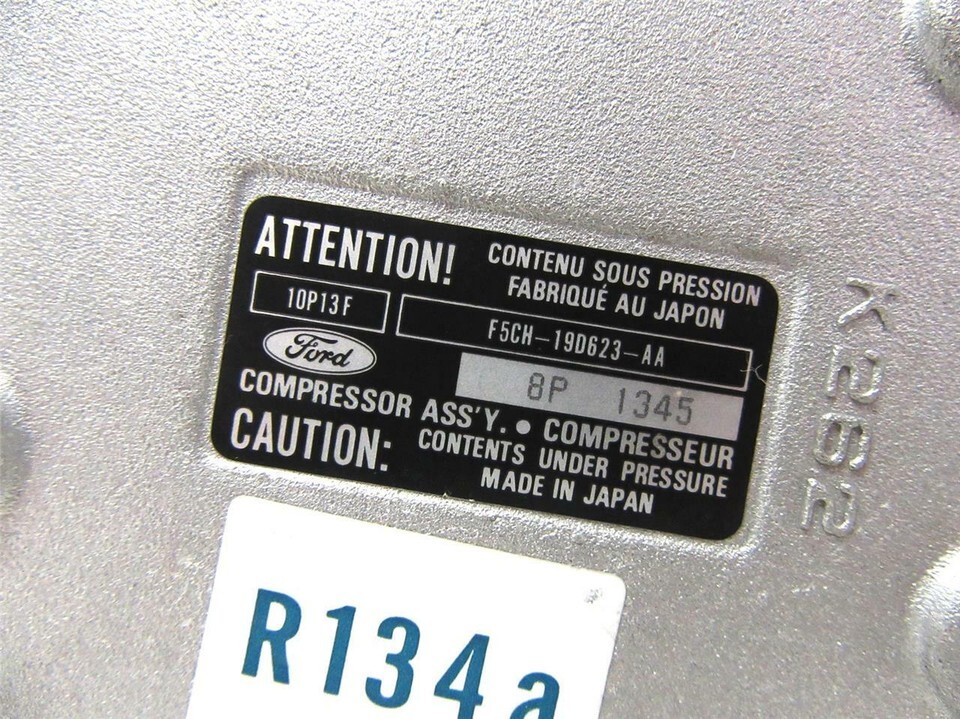 ATTENTION!
CONTENU SOUS PRESSION
FABRIQUÉ AU JAPON
10P13F
F5CH-19D623-AA
Ford
8P 1345
COMPRESSOR ASS'Y. • COMPRESSEUR
CAUTION:
CONTENTS UNDER PRESSURE
MADE IN JAPAN
K282
R134a